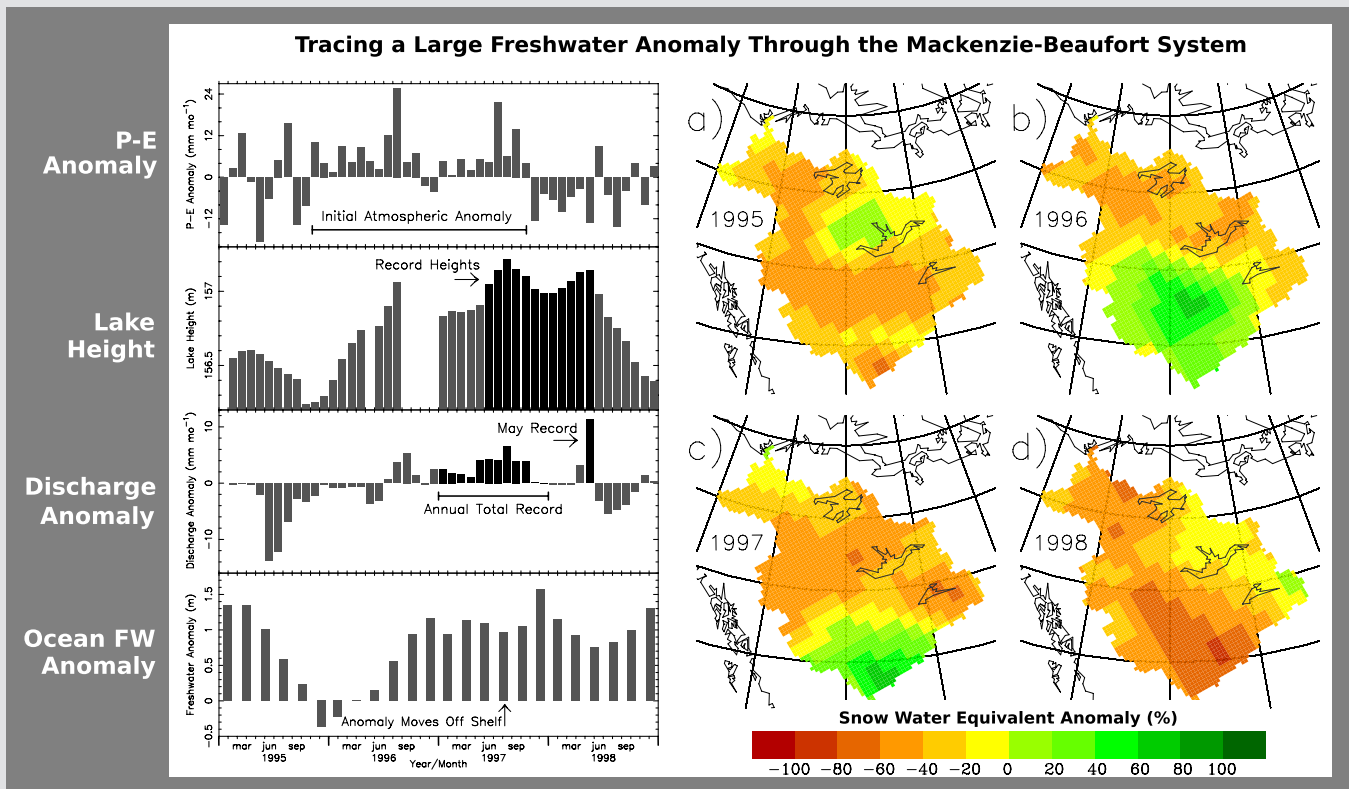 Tracing a Large Freshwater Anomaly Through the Mackenzie-Beaufort System
P-E
Anomaly
P-E Anomaly (mm mo⁻¹)
24
12
0
-12
Initial Atmospheric Anomaly
Lake
Height
Lake Height (m)
157
156.5
Record Heights
Discharge
Anomaly
Discharge Anomaly (mm mo⁻¹)
10
0
-10
May Record
Annual Total Record
Ocean FW
Anomaly
Freshwater Anomaly (m)
1.5
1
0.5
0
-0.5
Anomaly Moves Off Shelf
mar jun sep mar jun sep mar jun sep mar jun sep
1995 1996 1997 1998
Year/Month
a)
1995
b)
1996
c)
1997
d)
1998
Snow Water Equivalent Anomaly (%)
-100 -80 -60 -40 -20 0 20 40 60 80 100